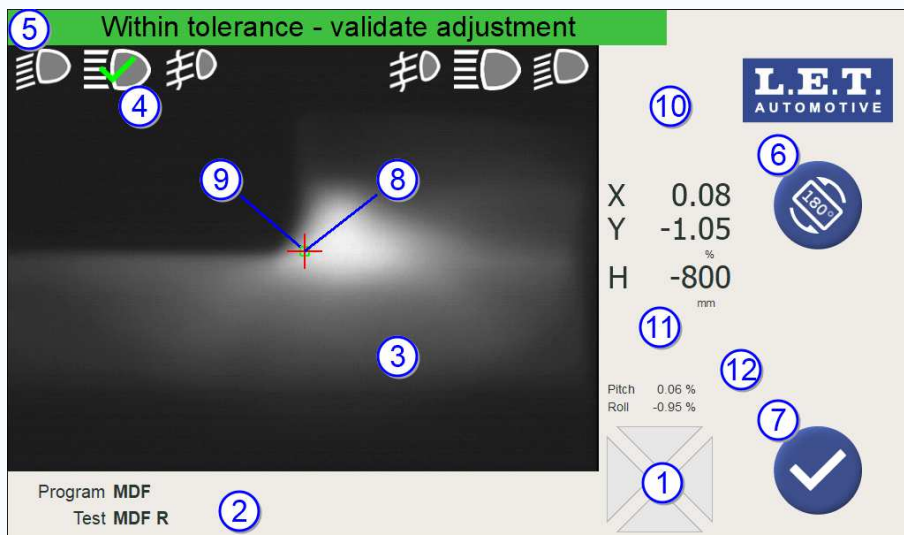 5
Within tolerance - validate adjustment
4
10
L.E.T.
AUTOMOTIVE
6
180°
9
8
X 0.08
Y -1.05
%
H -800
mm
11
3
12
Pitch 0.06 %
Roll -0.95 %
7
1
Program MDF
Test MDF R
2